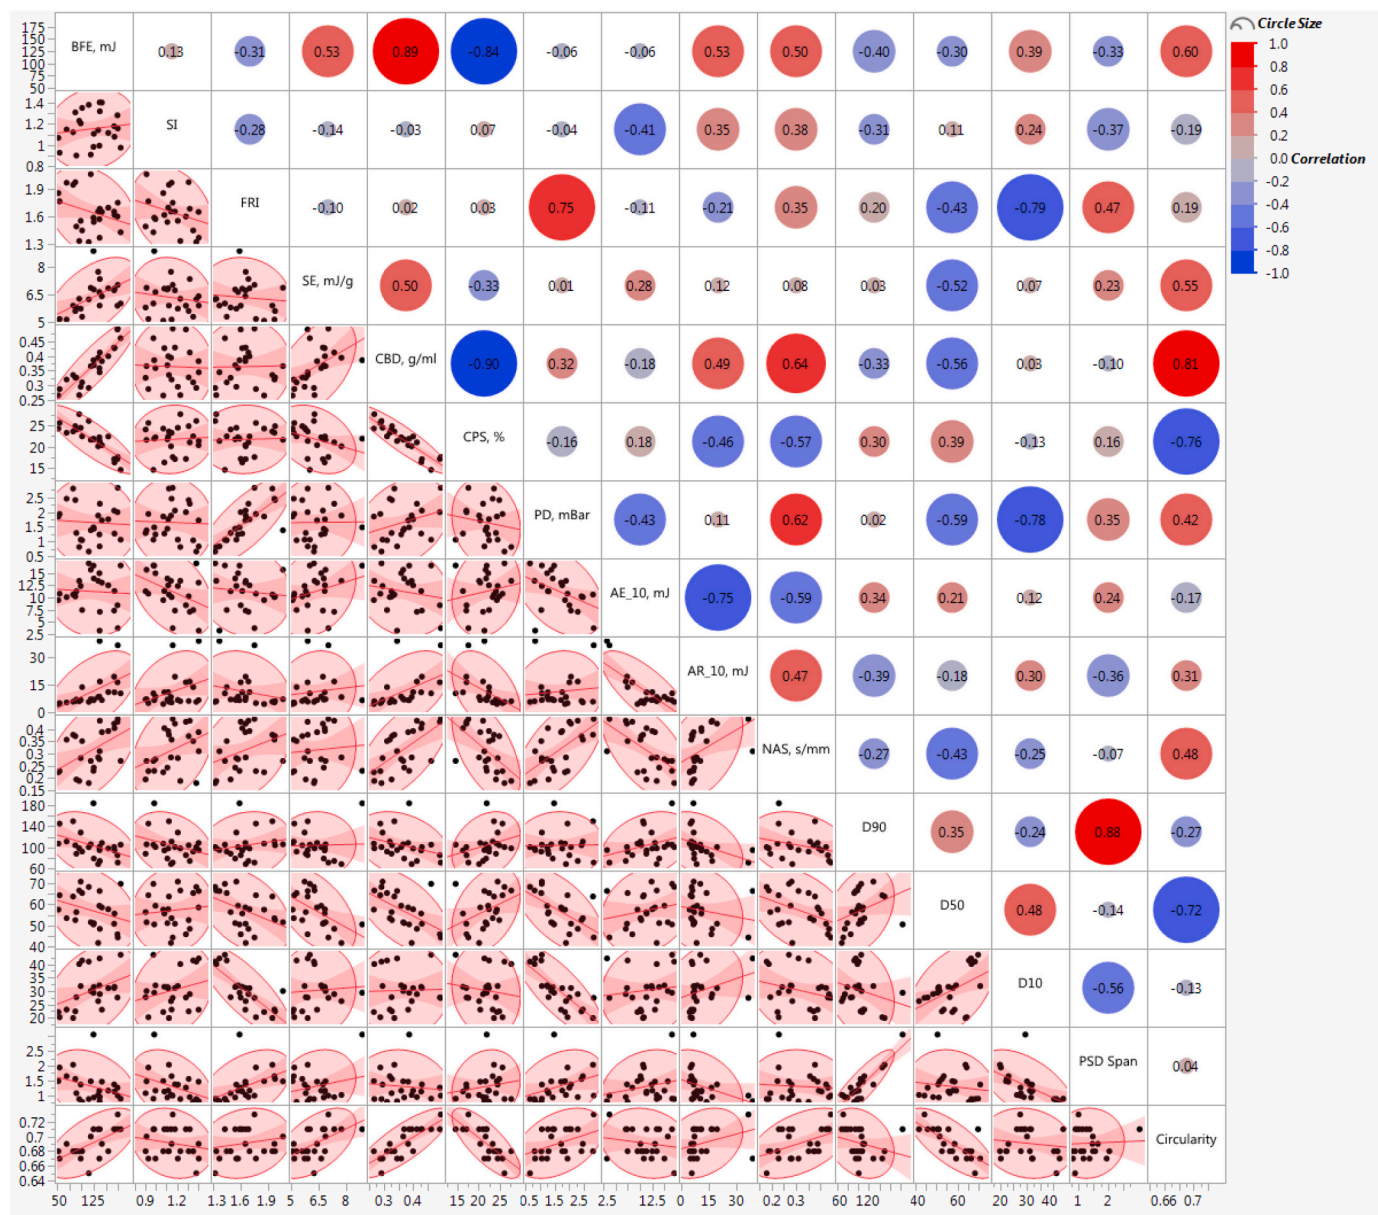 Circle Size
1.0
0.8
0.6
0.4
0.2
0.0 Correlation
-0.2
-0.4
-0.6
-0.8
-1.0
175 150 125 100 75 50 BFE, mJ 0.13 -0.31 0.53 0.89 -0.84 -0.06 -0.06 0.53 0.50 -0.40 -0.30 0.39 -0.33 0.60
1.4 1.2 1 0.8 SI -0.28 -0.14 -0.03 0.07 -0.04 -0.41 0.35 0.38 -0.31 0.11 0.24 -0.37 -0.19
1.9 1.6 1.3 FRI -0.10 0.02 0.03 0.75 -0.11 -0.21 0.35 0.20 -0.43 -0.79 0.47 0.19
8 6.5 5 SE, mJ/g 0.50 -0.33 0.01 0.28 0.12 0.08 0.03 -0.52 0.07 0.23 0.55
0.45 0.4 0.35 0.3 0.25 CBD, g/ml -0.90 0.32 -0.18 0.49 0.64 -0.33 -0.56 0.03 -0.10 0.81
25 20 15 CPS, % -0.16 0.18 -0.46 -0.57 0.30 0.39 -0.13 0.16 -0.76
2.5 2 1.5 1 0.5 PD, mBar -0.43 0.11 0.62 0.02 -0.59 -0.78 0.35 0.42
15 12.5 10 7.5 5 2.5 AE_10, mJ -0.75 -0.59 0.34 0.21 0.12 0.24 -0.17
30 15 0 AR_10, mJ 0.47 -0.39 -0.18 0.30 -0.36 0.31
0.4 0.35 0.3 0.25 0.2 0.15 NAS, s/mm -0.27 -0.43 -0.25 -0.07 0.48
180 140 100 60 D90 0.35 -0.24 0.88 -0.27
70 60 50 40 D50 0.48 -0.14 -0.72
40 35 30 25 20 D10 -0.56 -0.13
2.5 2 1.5 1 PSD Span 0.04
0.72 0.7 0.68 0.66 0.64 Circularity
50 125 0.9 1.2 1.3 1.6 1.9 5 6.5 8 0.3 0.4 15 20 25 0.5 1.5 2.5 2.5 12.5 0 15 30 0.2 0.3 60 120 40 60 20 30 40 1 2 0.66 0.7